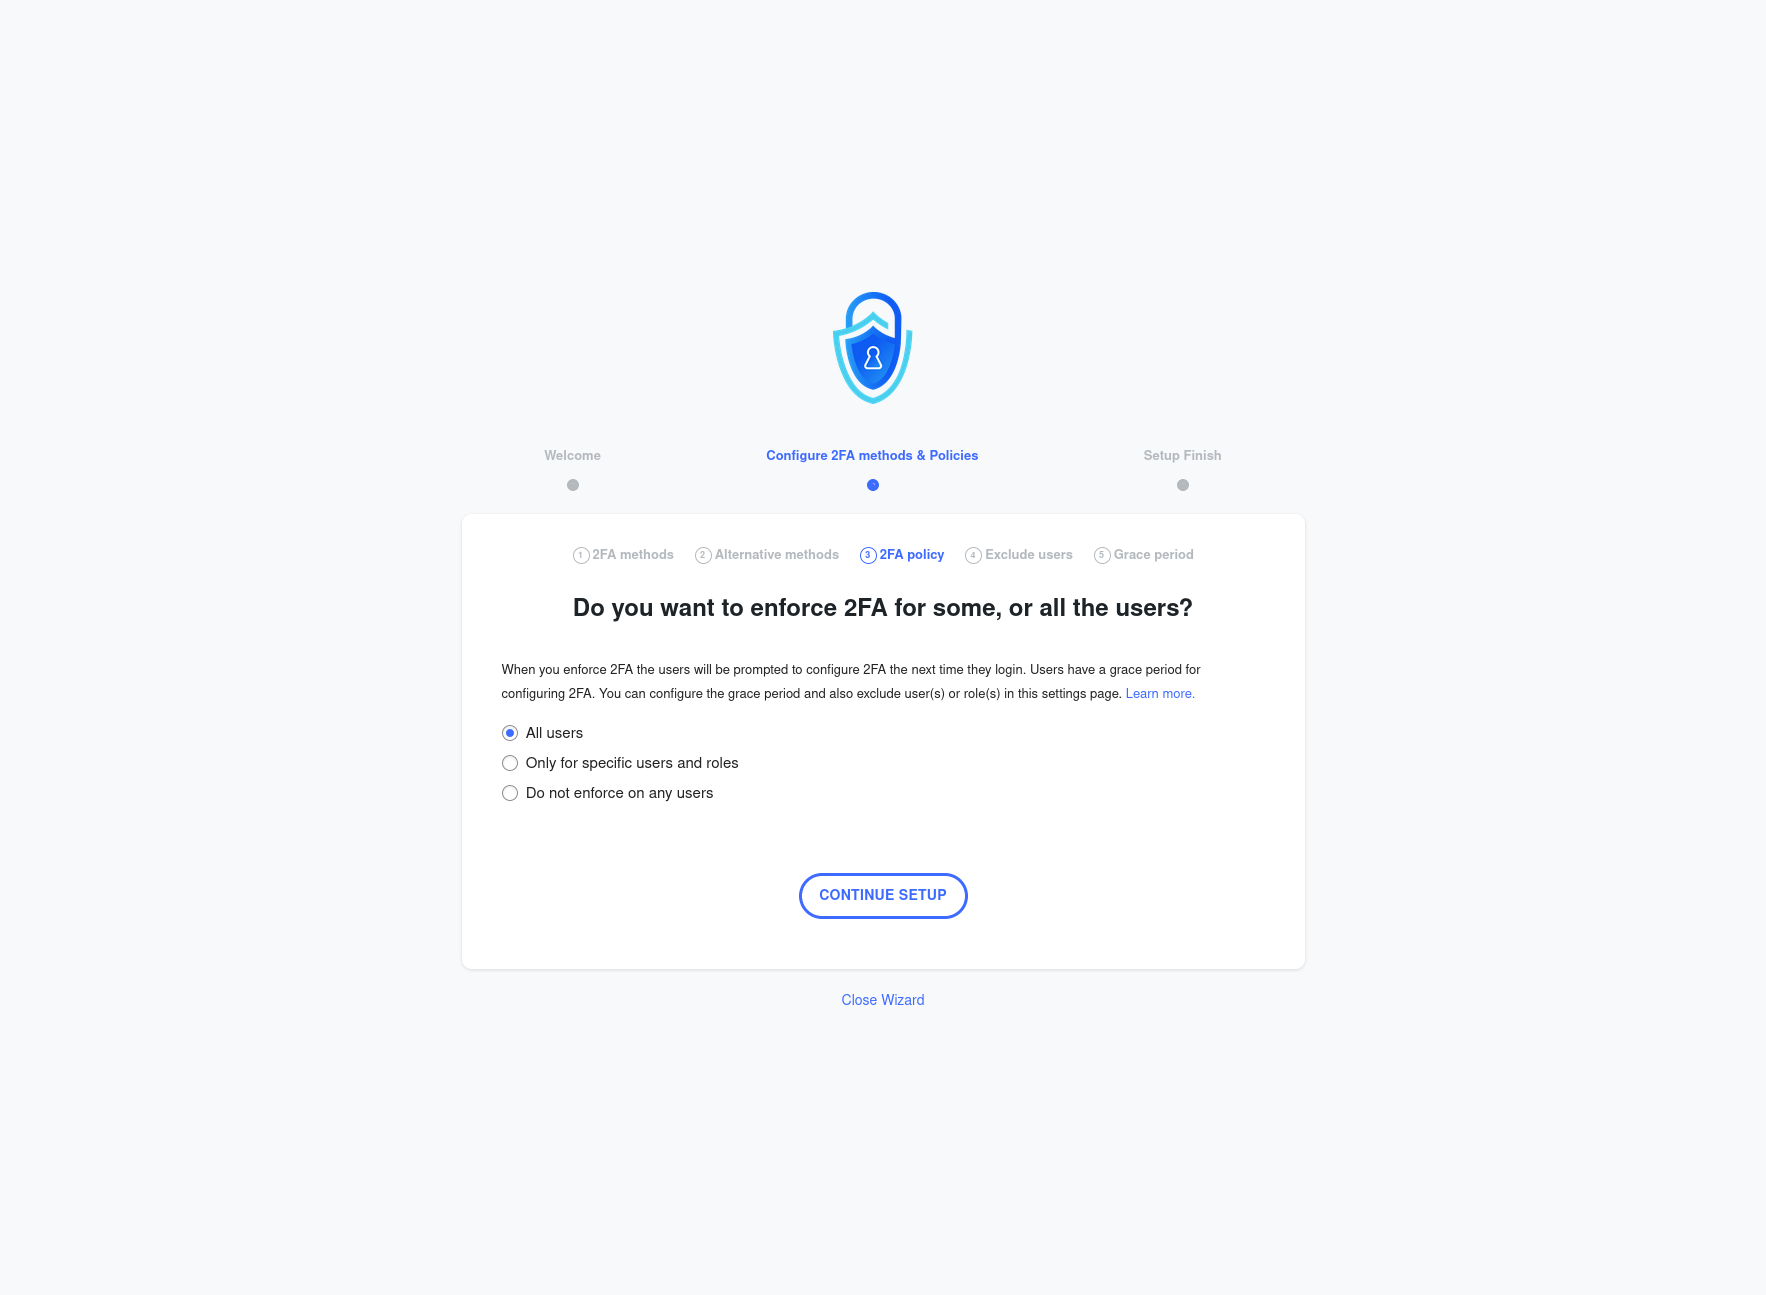 Welcome
Configure 2FA methods & Policies
Setup Finish
1 2FA methods 2 Alternative methods 3 2FA policy 4 Exclude users 5 Grace period
Do you want to enforce 2FA for some, or all the users?
When you enforce 2FA the users will be prompted to configure 2FA the next time they login. Users have a grace period for
configuring 2FA. You can configure the grace period and also exclude user(s) or role(s) in this settings page. Learn more.
All users
Only for specific users and roles
Do not enforce on any users
CONTINUE SETUP
Close Wizard